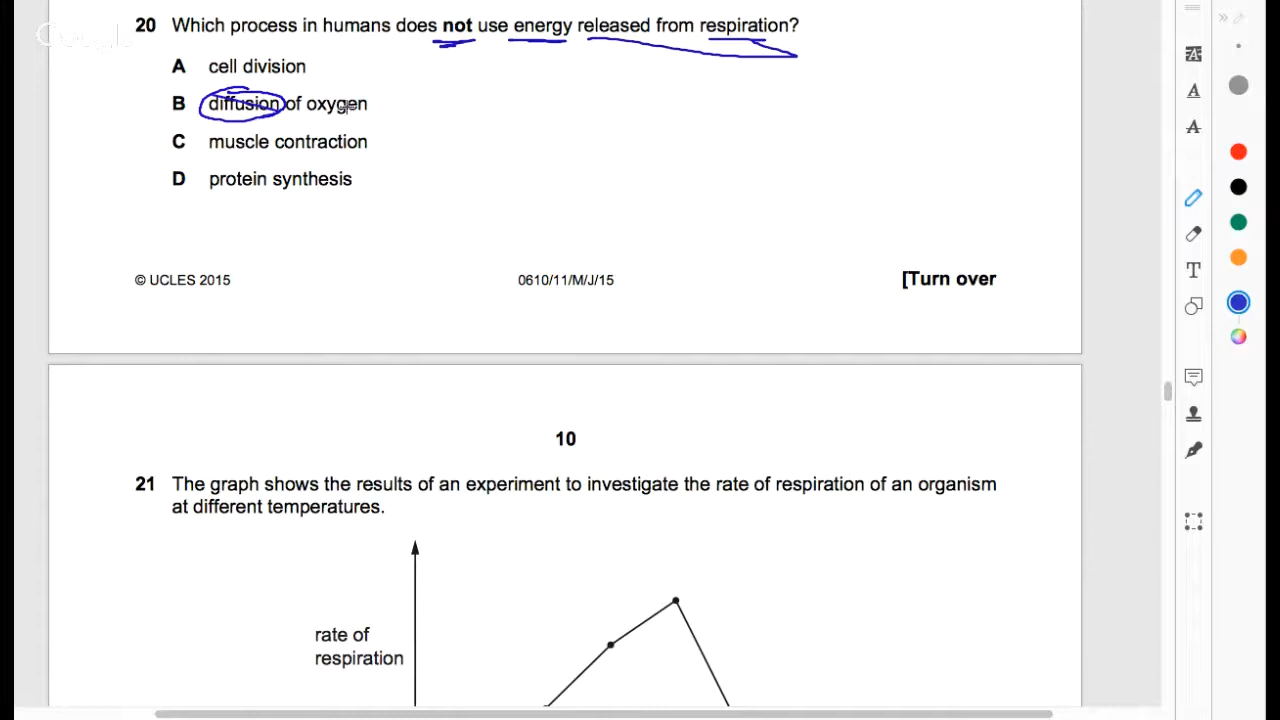 20 Which process in humans does not use energy released from respiration?
A cell division
B diffusion of oxygen
C muscle contraction
D protein synthesis
© UCLES 2015 0610/11/M/J/15 [Turn over
10
21 The graph shows the results of an experiment to investigate the rate of respiration of an organism
at different temperatures.
rate of
respiration